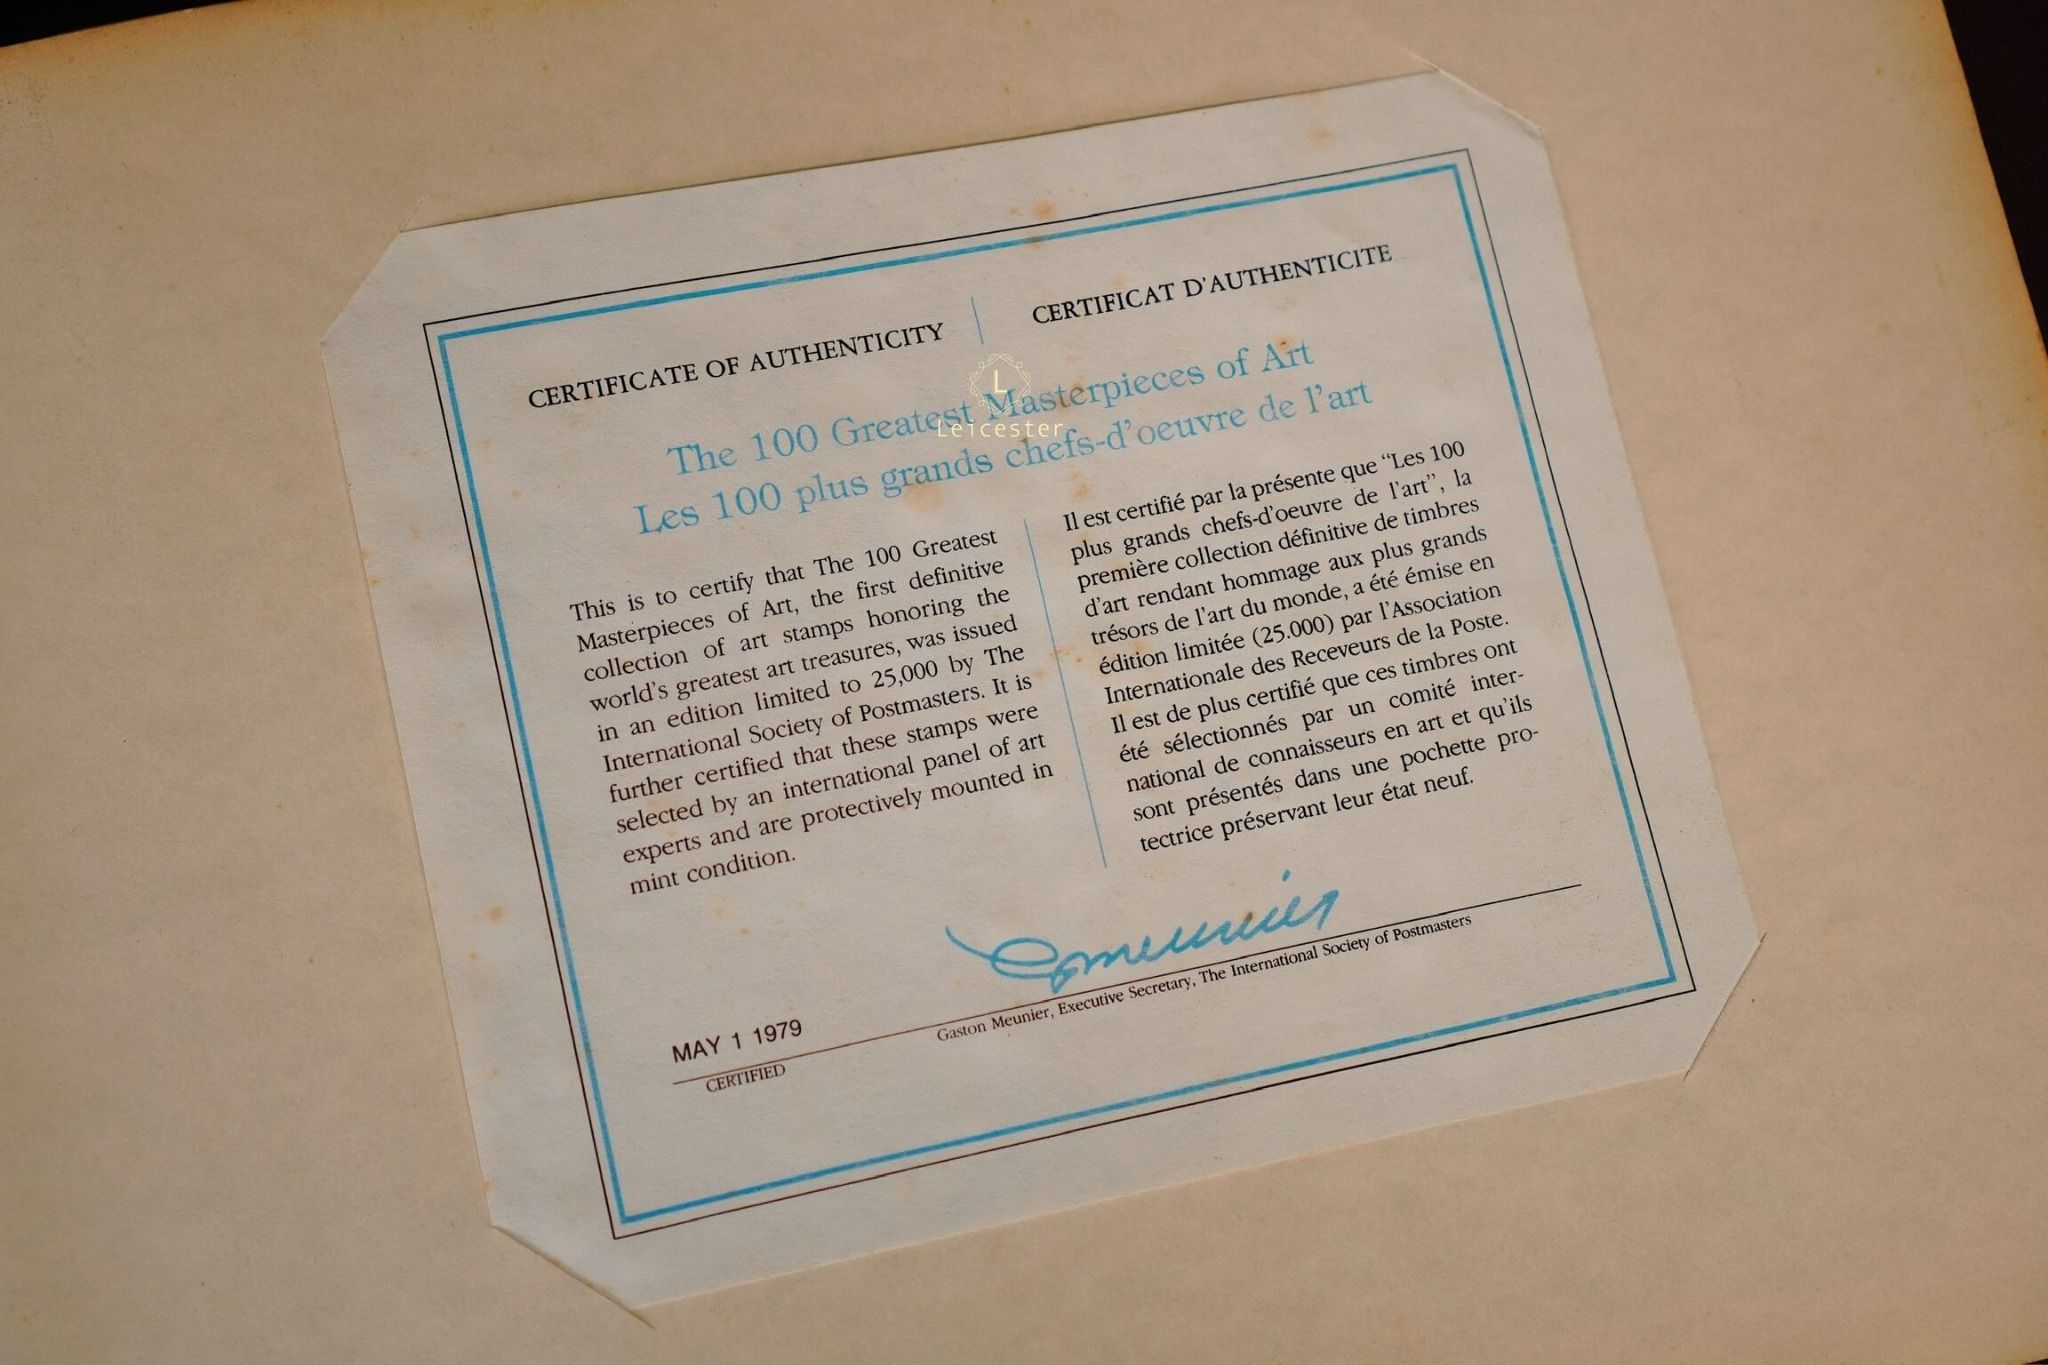 CERTIFICATE OF AUTHENTICITY
CERTIFICAT D'AUTHENTICITE
The 100 Greatest Masterpieces of Art
Les 100 plus grands chefs-d'oeuvre de l'art
L
Leicester
This is to certify that The 100 Greatest
Masterpieces of Art, the first definitive
collection of art stamps honoring the
world's greatest art treasures, was issued
in an edition limited to 25,000 by The
International Society of Postmasters. It is
further certified that these stamps were
selected by an international panel of art
experts and are protectively mounted in
mint condition.
Il est certifié par la présente que “Les 100
plus grands chefs-d'oeuvre de l'art”, la
première collection définitive de timbres
d'art rendant hommage aux plus grands
trésors de l'art du monde, a été émise en
édition limitée (25.000) par l'Association
Internationale des Receveurs de la Poste.
Il est de plus certifié que ces timbres ont
été sélectionnés par un comité inter-
national de connaisseurs en art et qu'ils
sont présentés dans une pochette pro-
tectrice préservant leur état neuf.
GMeunier
MAY 1 1979
CERTIFIED
Gaston Meunier, Executive Secretary, The International Society of Postmasters